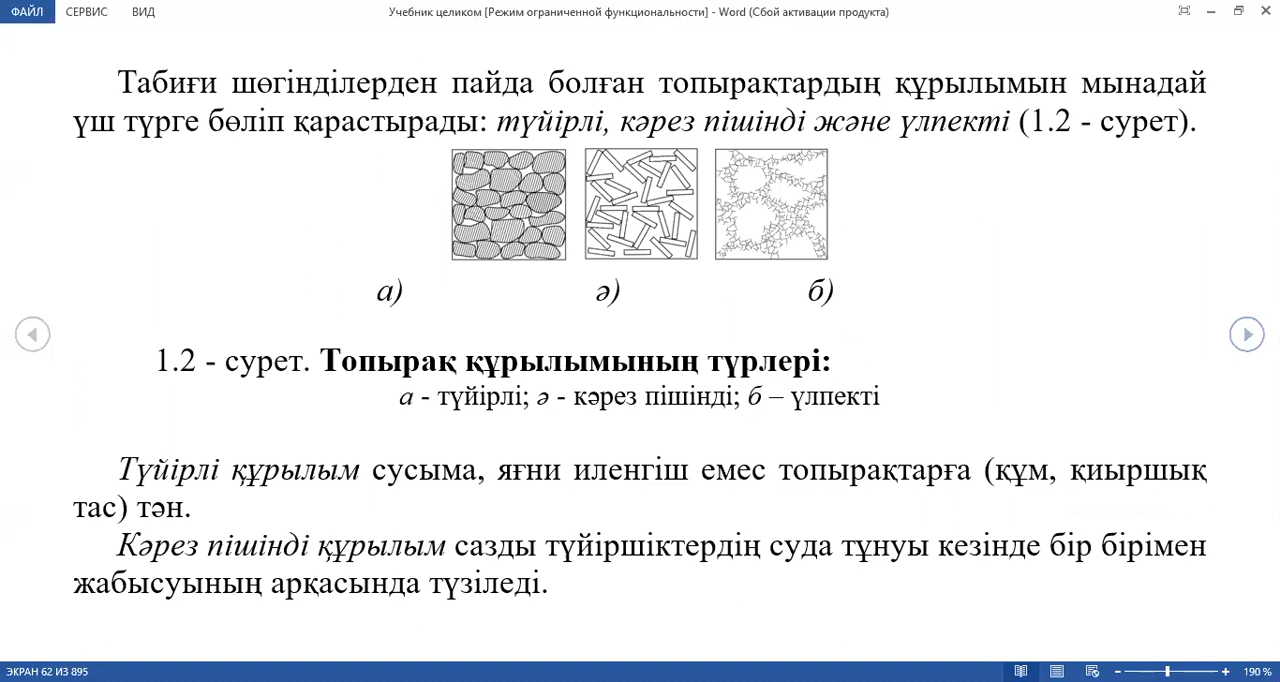 ФАЙЛ СЕРВИС ВИД Учебник целиком [Режим ограниченной функциональности] - Word (Сбой активации продукта)
Табиғи шөгінділерден пайда болған топырақтардың құрылымын мынадай
үш түрге бөліп қарастырады: түйірлі, кәрез пішінді және үлпекті (1.2 - сурет).
а) ә) б)
1.2 - сурет. Топырақ құрылымының түрлері:
а - түйірлі; ә - кәрез пішінді; б – үлпекті
Түйірлі құрылым сусыма, яғни иленгіш емес топырақтарға (құм, қиыршық
тас) тән.
Кәрез пішінді құрылым сазды түйіршіктердің суда тұнуы кезінде бір бірімен
жабысуының арқасында түзіледі.
ЭКРАН 62 ИЗ 895 190 %